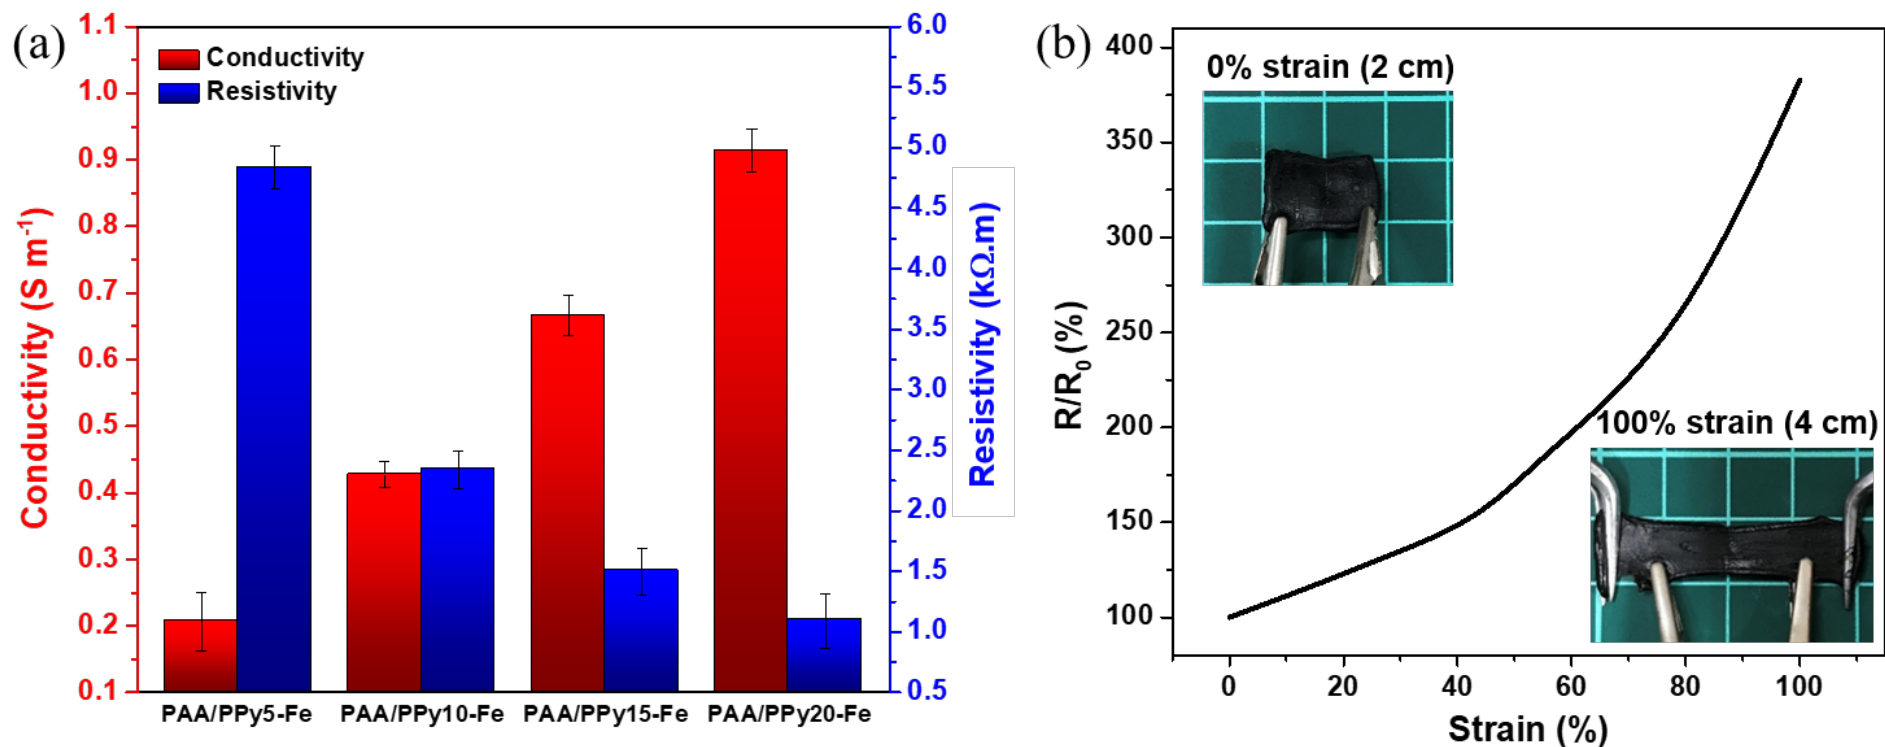 (a)
Conductivity
Resistivity
1.1
1.0
0.9
0.8
0.7
0.6
0.5
0.4
0.3
0.2
0.1
Conductivity (S m⁻¹)
6.0
5.5
5.0
4.5
4.0
3.5
3.0
2.5
2.0
1.5
1.0
0.5
Resistivity (kΩ.m)
PAA/PPy5-Fe PAA/PPy10-Fe PAA/PPy15-Fe PAA/PPy20-Fe
(b)
400
350
300
250
200
150
100
R/R₀ (%)
0% strain (2 cm)
100% strain (4 cm)
0 20 40 60 80 100
Strain (%)